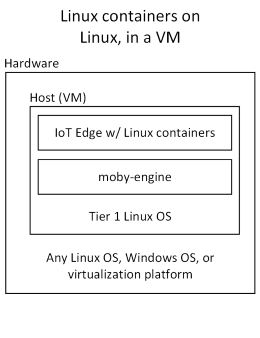 Linux containers on
Linux, in a VM
Hardware
Host (VM)
IoT Edge w/ Linux containers
moby-engine
Tier 1 Linux OS
Any Linux OS, Windows OS, or
virtualization platform